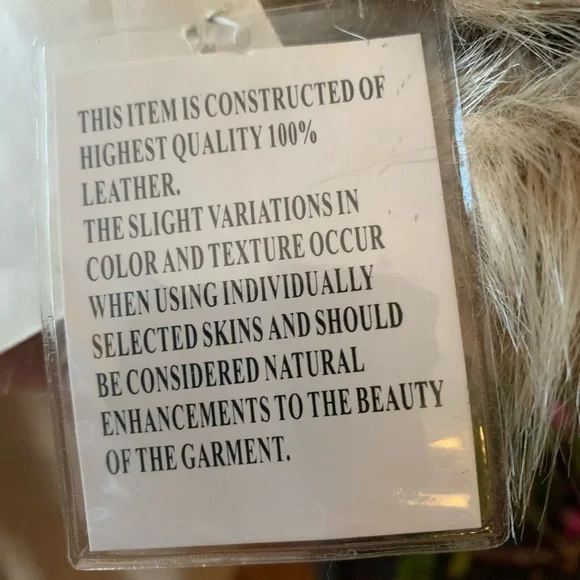 THIS ITEM IS CONSTRUCTED OF
HIGHEST QUALITY 100%
LEATHER.
THE SLIGHT VARIATIONS IN
COLOR AND TEXTURE OCCUR
WHEN USING INDIVIDUALLY
SELECTED SKINS AND SHOULD
BE CONSIDERED NATURAL
ENHANCEMENTS TO THE BEAUTY
OF THE GARMENT.